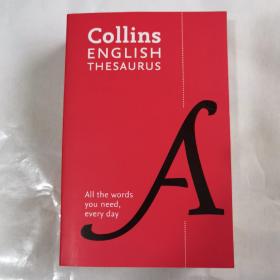 Collins
ENGLISH
THESAURUS
A
All the words
you need,
every day